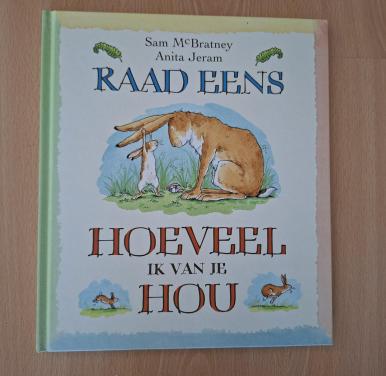 Sam McBratney
Anita Jeram
RAAD EENS
HOEVEEL
IK VAN JE
HOU